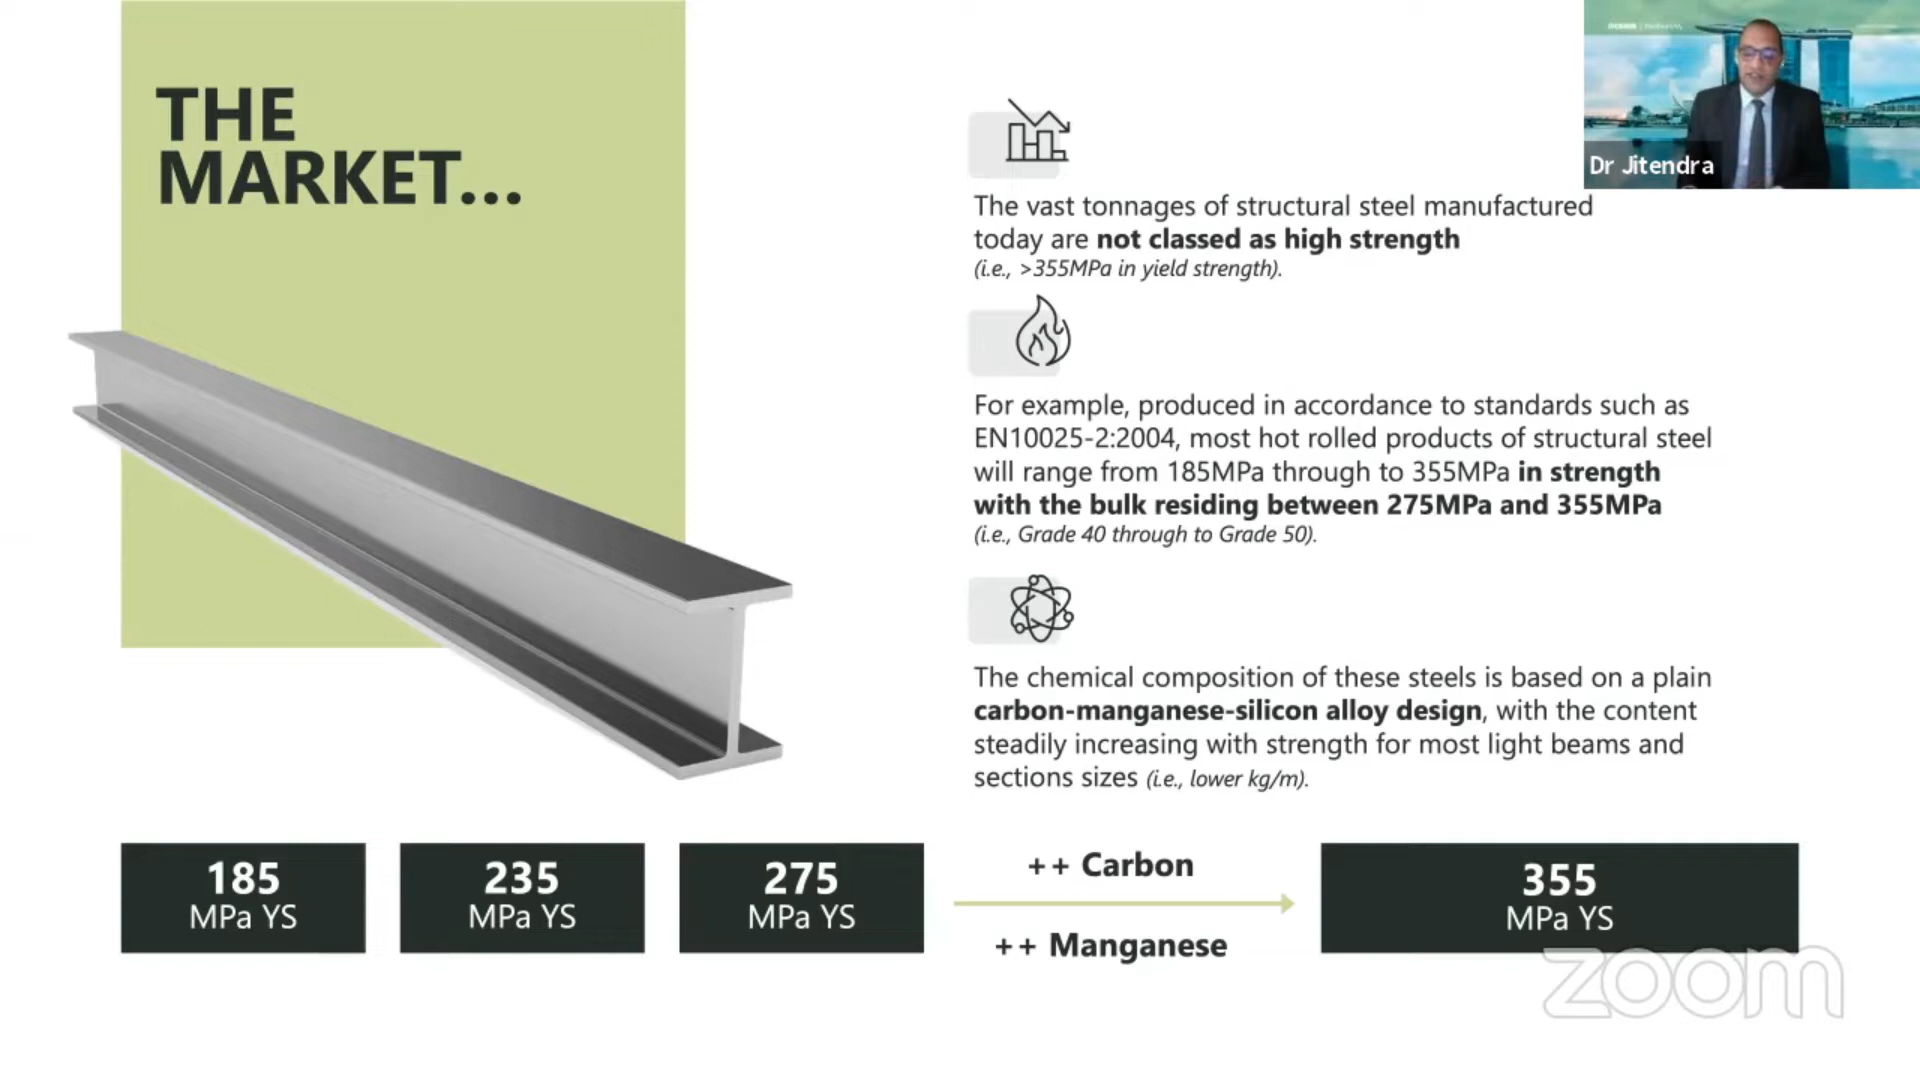 THE
MARKET...
Dr Jitendra
The vast tonnages of structural steel manufactured
today are not classed as high strength
(i.e., >355MPa in yield strength).
For example, produced in accordance to standards such as
EN10025-2:2004, most hot rolled products of structural steel
will range from 185MPa through to 355MPa in strength
with the bulk residing between 275MPa and 355MPa
(i.e., Grade 40 through to Grade 50).
The chemical composition of these steels is based on a plain
carbon-manganese-silicon alloy design, with the content
steadily increasing with strength for most light beams and
sections sizes (i.e., lower kg/m).
185
MPa YS
235
MPa YS
275
MPa YS
++ Carbon
++ Manganese
355
MPa YS
zoom